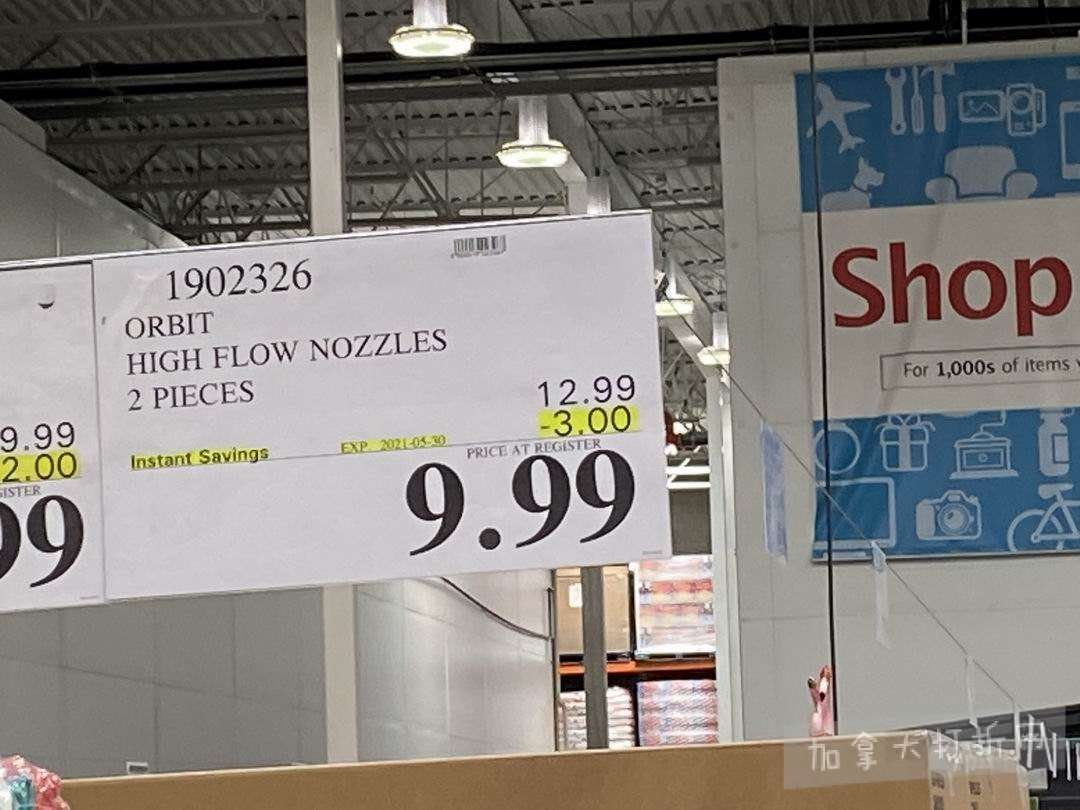 1902326
ORBIT
HIGH FLOW NOZZLES
2 PIECES
12.99
-3.00
Instant Savings
EXP. 2021-05-30
PRICE AT REGISTER
9.99
9.99
2.00
ISTER
99
Shop
For 1,000s of items
加拿大打折